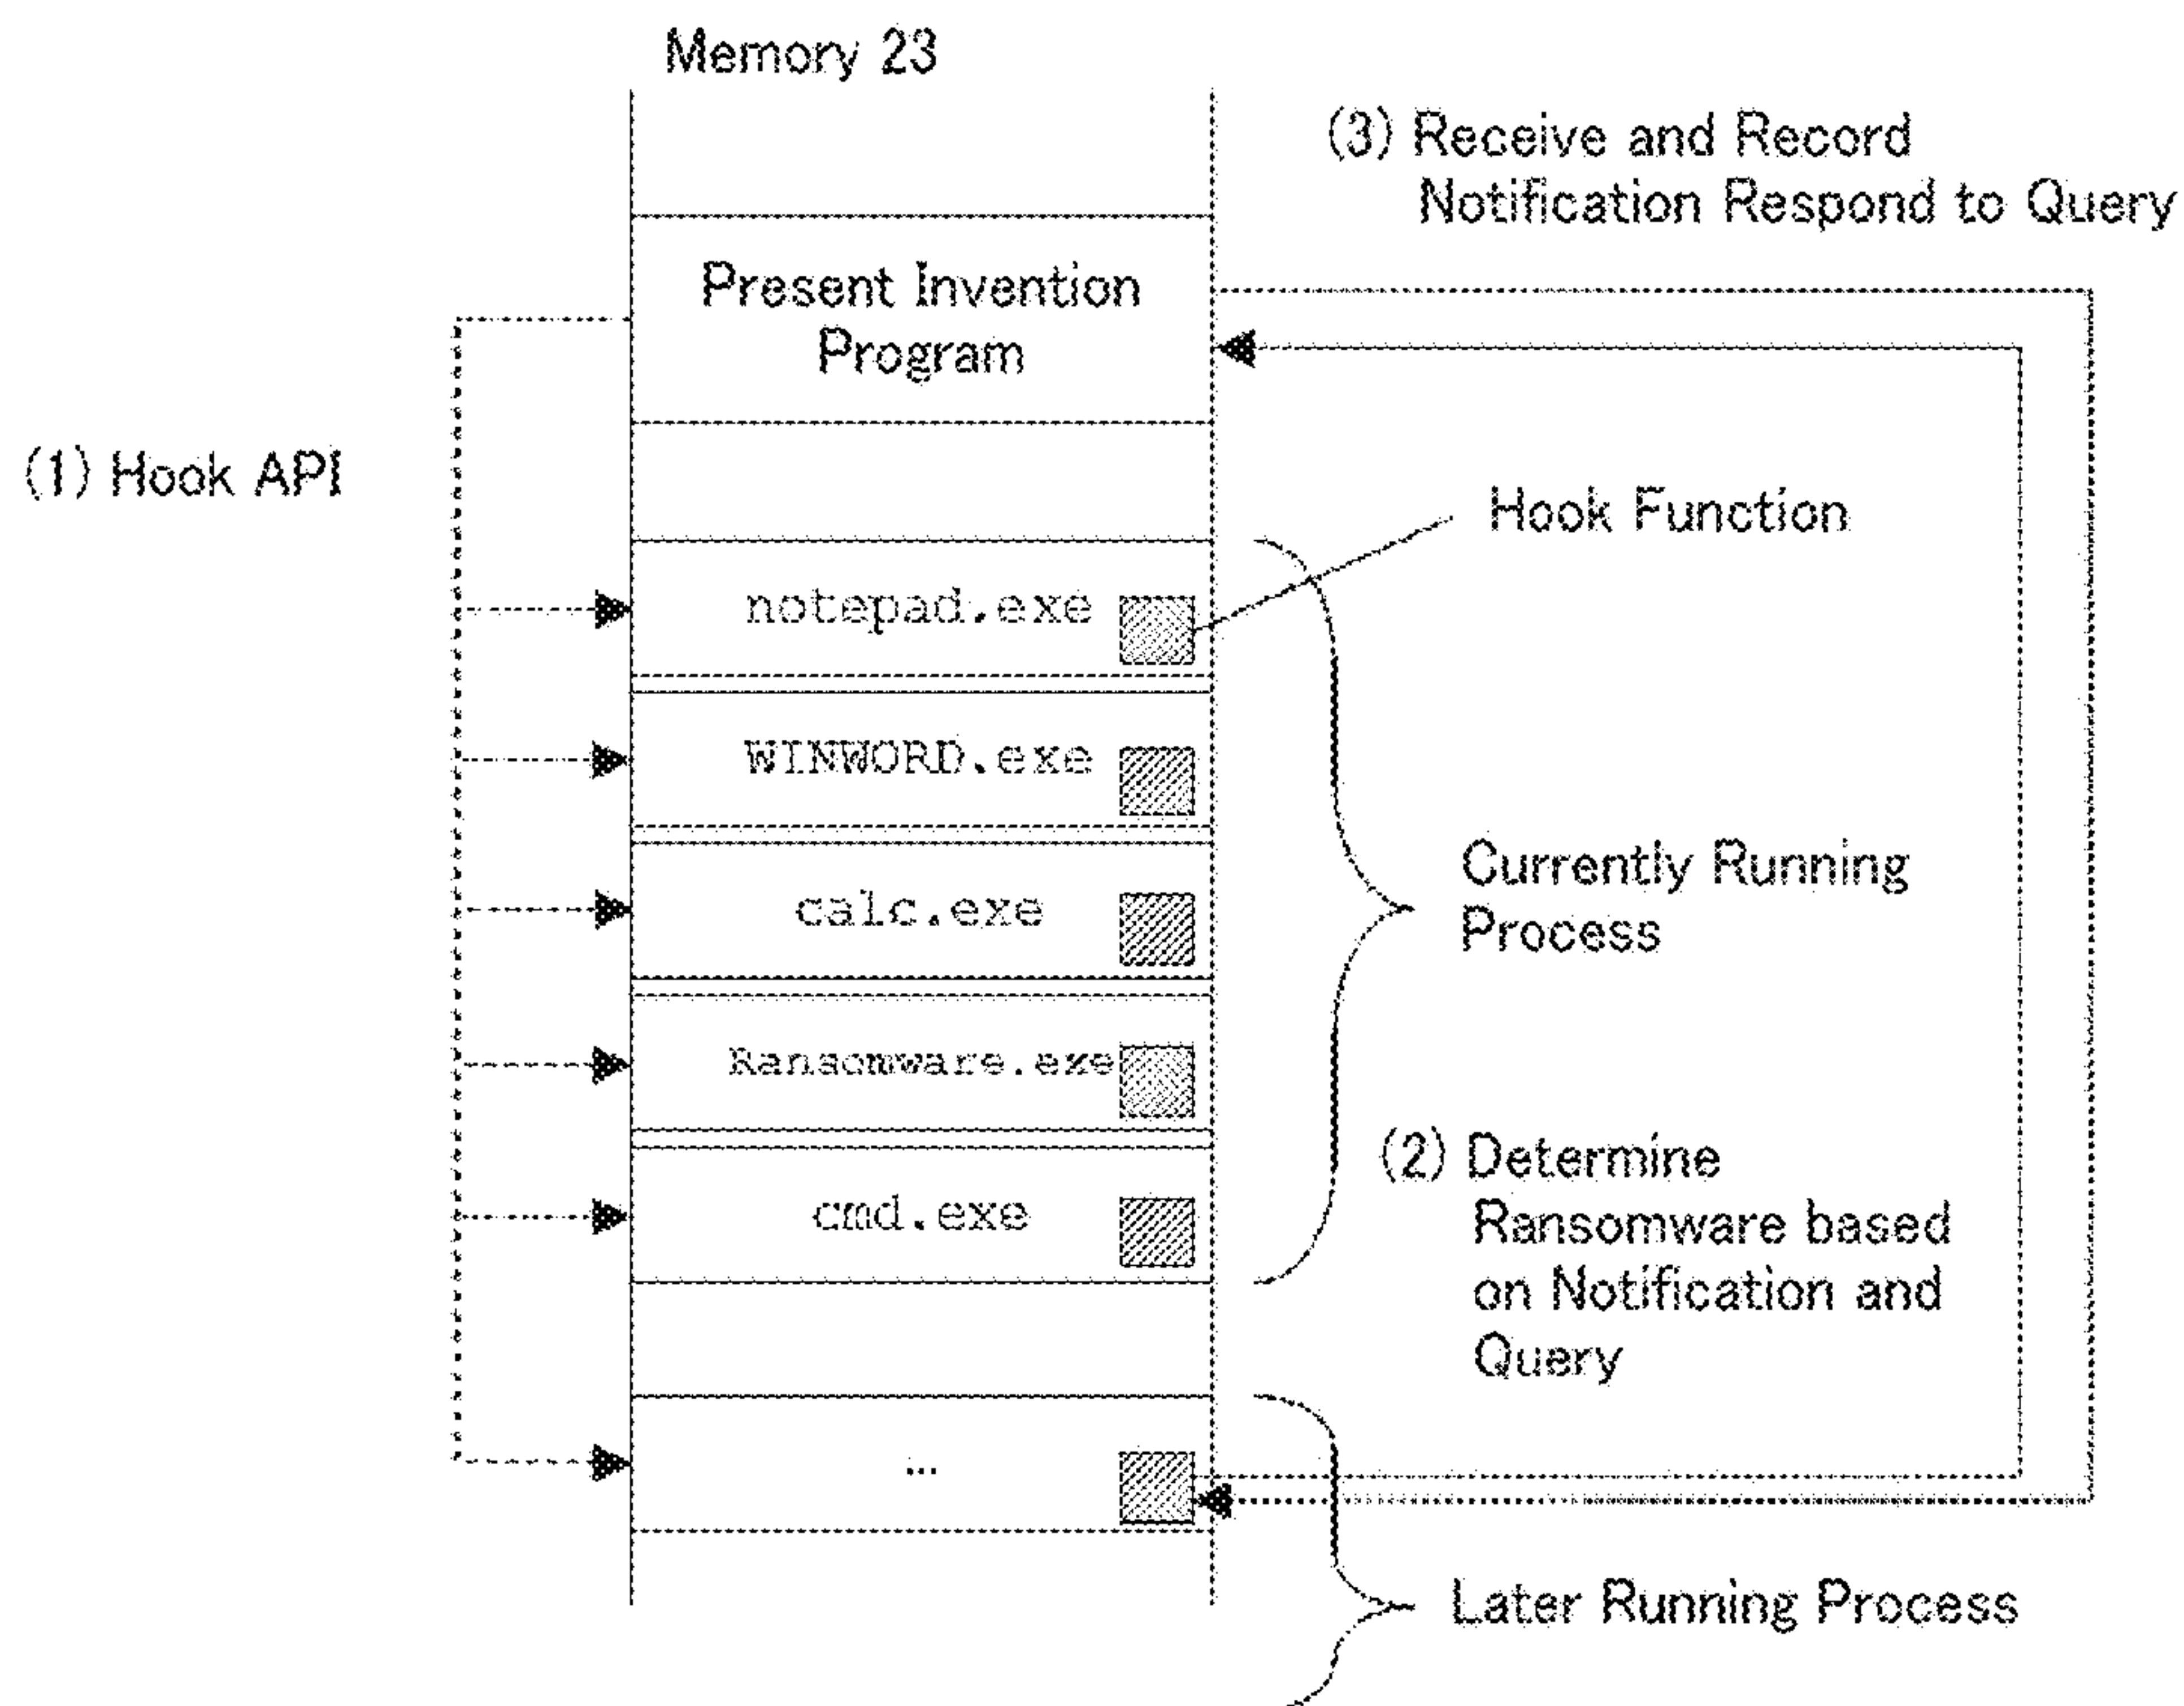 Memory 23
(3) Receive and Record
Notification Respond to Query
Present Invention
Program
(1) Hook API
Hook Function
notepad.exe
WINWORD.exe
calc.exe
Currently Running
Process
Ransomware.exe
(2) Determine
Ransomware based
on Notification and
Query
cmd.exe
...
Later Running Process